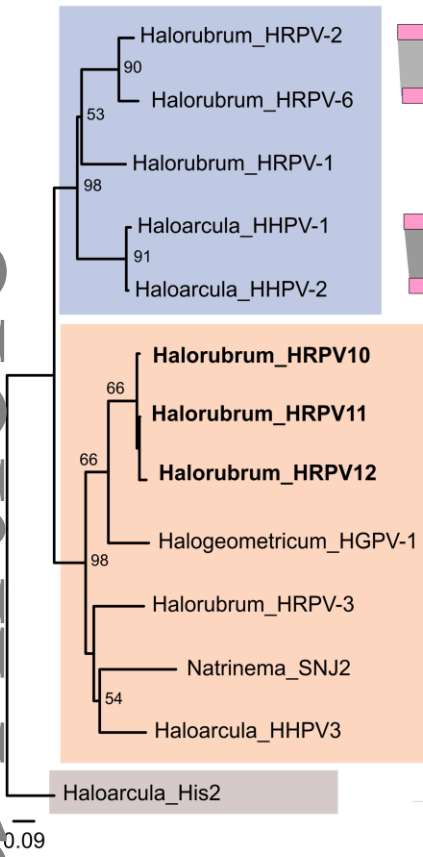 Halorubrum_HRPV-2
90
Halorubrum_HRPV-6
53
Halorubrum_HRPV-1
98
Haloarcula_HHPV-1
91
Haloarcula_HHPV-2
Halorubrum_HRPV10
66
Halorubrum_HRPV11
66
Halorubrum_HRPV12
Halogeometricum_HGPV-1
98
Halorubrum_HRPV-3
Natrinema_SNJ2
54
Haloarcula_HHPV3
Haloarcula_His2
0.09